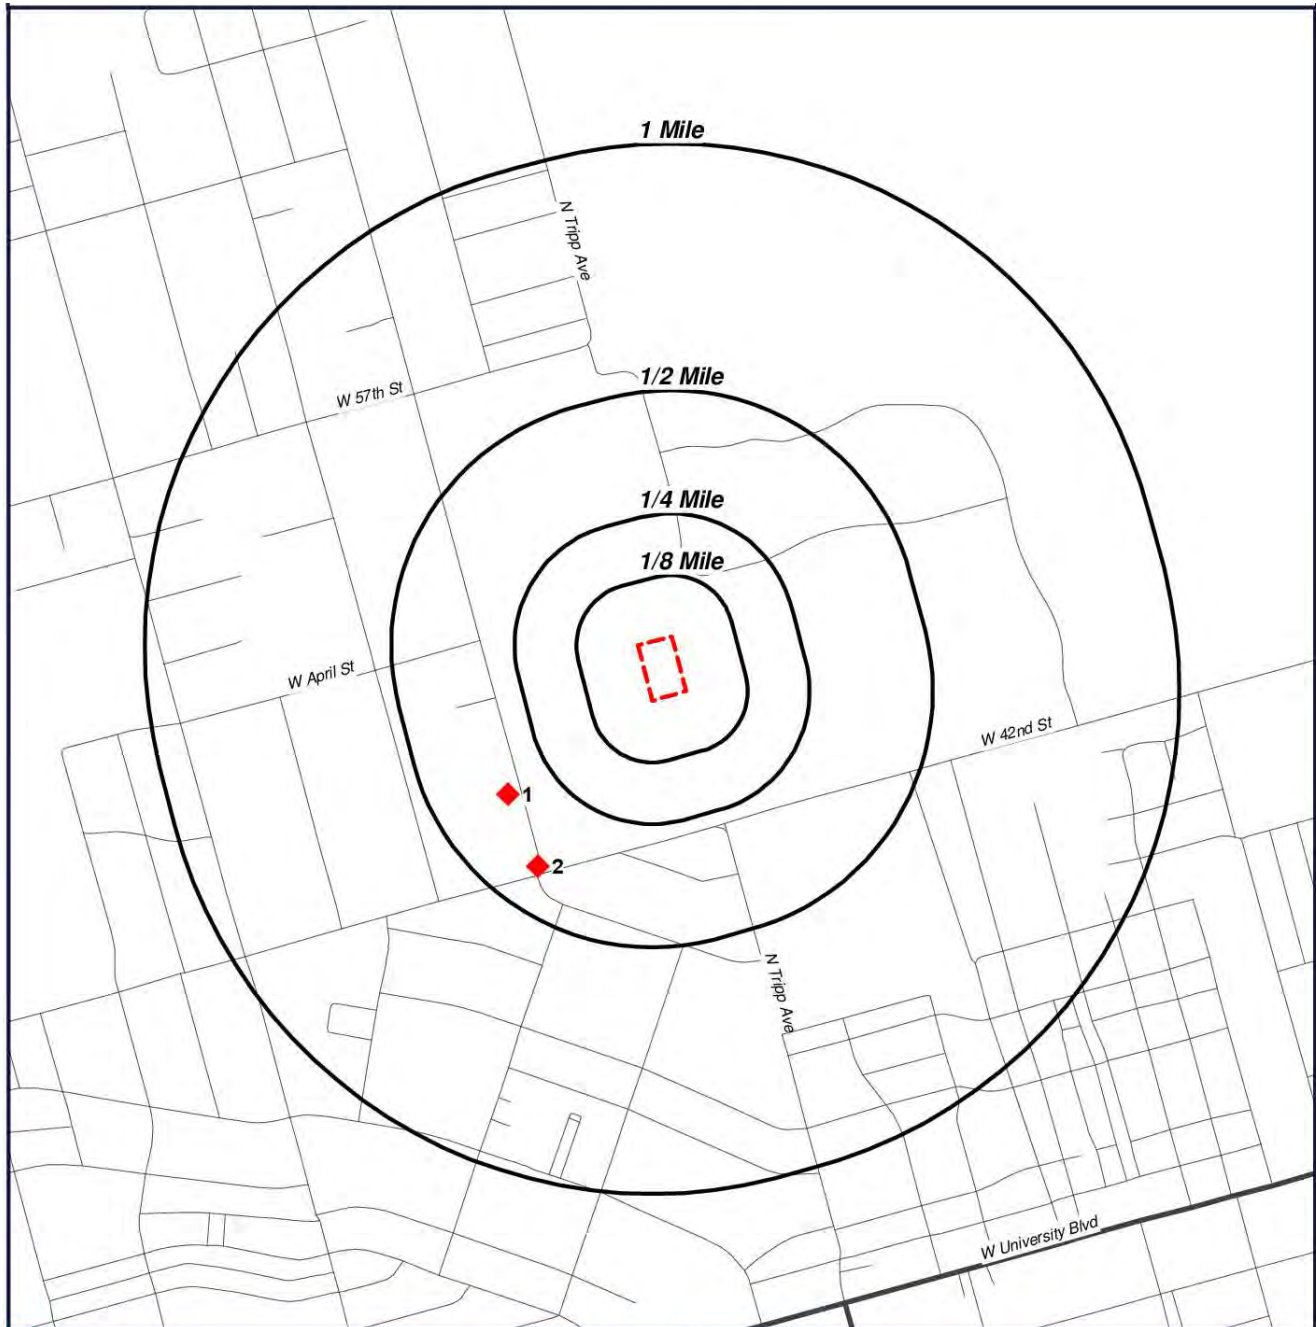 1 Mile
N Tripp Ave
1/2 Mile
W 57th St
1/4 Mile
1/8 Mile
W April St
W 42nd St
1
2
N Tripp Ave
W University Blvd